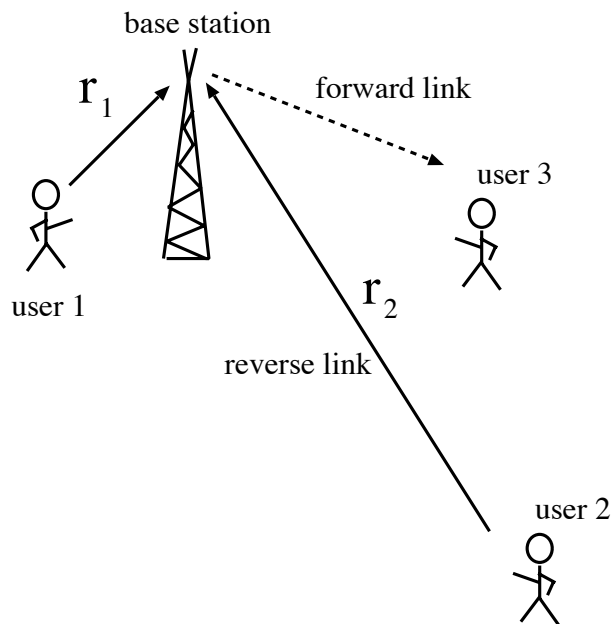 base station
r1
forward link
user 3
user 1
r2
reverse link
user 2